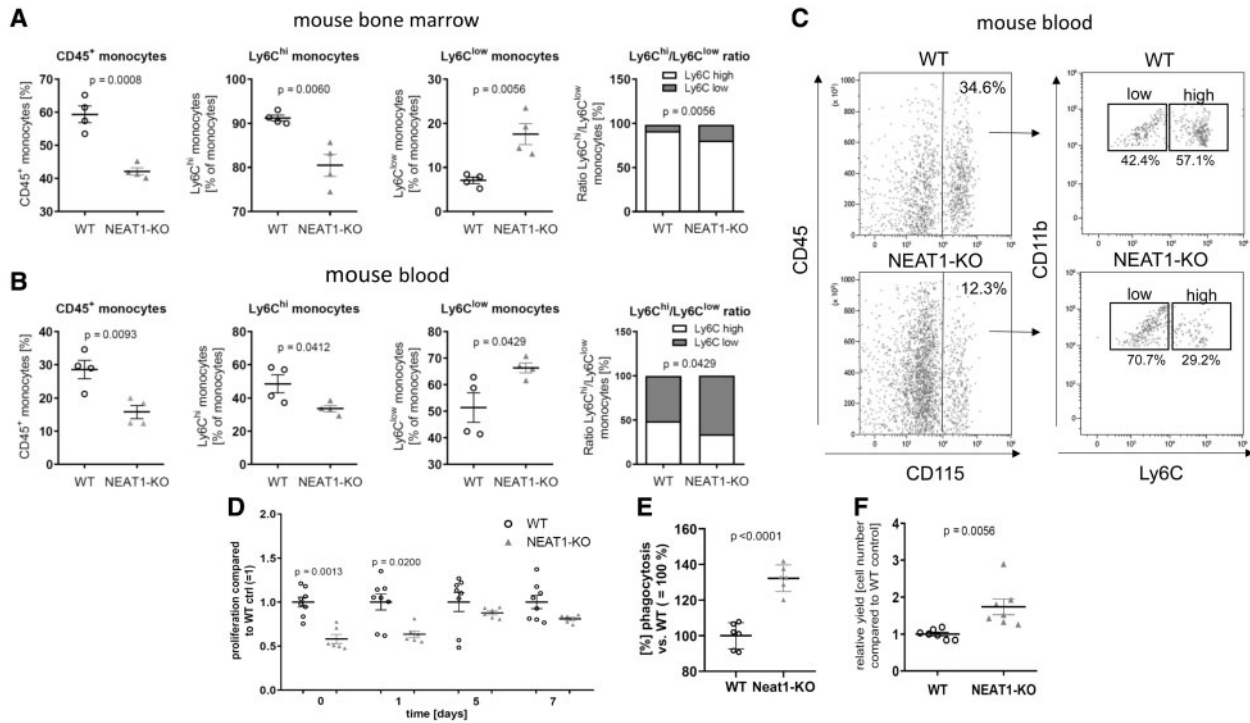 A
mouse bone marrow
CD45+ monocytes
p = 0.0008
CD45+ monocytes [%]
70
60
50
40
30
WT NEAT1-KO
Ly6Chi monocytes
p = 0.0060
Ly6Chi monocytes
[% of monocytes]
100
90
80
70
WT NEAT1-KO
Ly6Clow monocytes
p = 0.0056
Ly6Clow monocytes
[% of monocytes]
40
30
20
10
0
WT NEAT1-KO
Ly6Chi/Ly6Clow ratio
Ly6C high
Ly6C low
p = 0.0056
Ratio Ly6Chi/Ly6Clow
monocytes [%]
150
100
50
0
WT NEAT1-KO
B
mouse blood
CD45+ monocytes
p = 0.0093
CD45+ monocytes [%]
40
30
20
10
0
WT NEAT1-KO
Ly6Chi monocytes
p = 0.0412
Ly6Chi monocytes
[% of monocytes]
80
60
40
20
0
WT NEAT1-KO
Ly6Clow monocytes
p = 0.0429
Ly6Clow monocytes
[% of monocytes]
80
70
60
50
40
30
WT NEAT1-KO
Ly6Chi/Ly6Clow ratio
Ly6C high
Ly6C low
p = 0.0429
Ratio Ly6Chi/Ly6Clow
monocytes [%]
150
100
50
0
WT NEAT1-KO
C
mouse blood
WT
34.6%
WT
low high
42.4% 57.1%
NEAT1-KO
12.3%
NEAT1-KO
low high
70.7% 29.2%
CD45
CD115
CD11b
Ly6C
D
proliferation compared
to WT ctrl (=1)
2.0
1.5
1.0
0.5
0.0
WT
NEAT1-KO
p = 0.0013
p = 0.0200
0 1 5 7
time [days]
E
[%] phagocytosis
vs. WT ( = 100 %)
p <0.0001
160
140
120
100
80
WT Neat1-KO
F
relative yield [cell number
compared to WT control]
p = 0.0056
4
3
2
1
0
WT NEAT1-KO